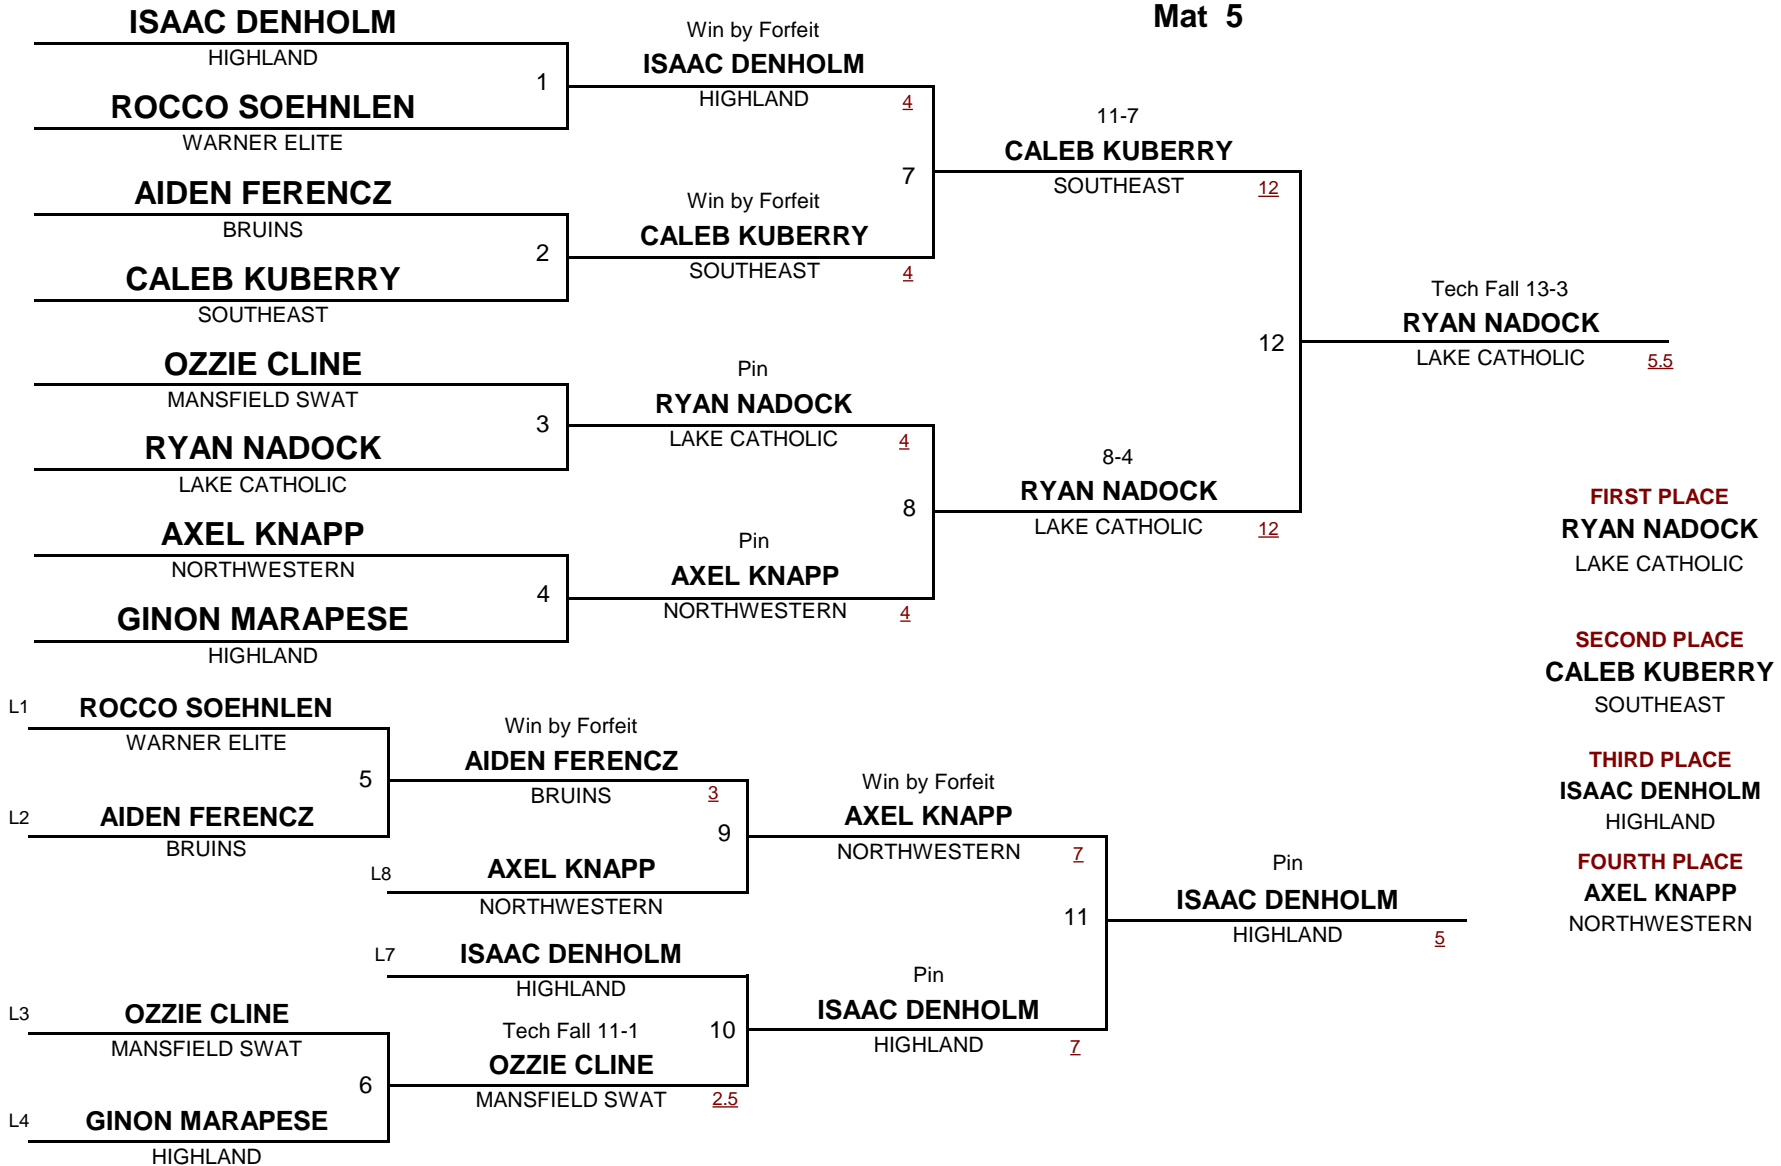 Mat 5
ISAAC DENHOLM
HIGHLAND
1
ROCCO SOEHNLEN
WARNER ELITE
AIDEN FERENCZ
BRUINS
2
CALEB KUBERRY
SOUTHEAST
OZZIE CLINE
MANSFIELD SWAT
3
RYAN NADOCK
LAKE CATHOLIC
AXEL KNAPP
NORTHWESTERN
4
GINON MARAPESE
HIGHLAND
Win by Forfeit
ISAAC DENHOLM
HIGHLAND 4
7
Win by Forfeit
CALEB KUBERRY
SOUTHEAST 4
Pin
RYAN NADOCK
LAKE CATHOLIC 4
8
Pin
AXEL KNAPP
NORTHWESTERN 4
11-7
CALEB KUBERRY
SOUTHEAST 12
12
8-4
RYAN NADOCK
LAKE CATHOLIC 12
Tech Fall 13-3
RYAN NADOCK
LAKE CATHOLIC 5.5
FIRST PLACE
RYAN NADOCK
LAKE CATHOLIC
SECOND PLACE
CALEB KUBERRY
SOUTHEAST
THIRD PLACE
ISAAC DENHOLM
HIGHLAND
FOURTH PLACE
AXEL KNAPP
NORTHWESTERN
L1 ROCCO SOEHNLEN
WARNER ELITE
5
L2 AIDEN FERENCZ
BRUINS
L3 OZZIE CLINE
MANSFIELD SWAT
6
L4 GINON MARAPESE
HIGHLAND
Win by Forfeit
AIDEN FERENCZ
BRUINS 3
9
L8 AXEL KNAPP
NORTHWESTERN
L7 ISAAC DENHOLM
HIGHLAND
Tech Fall 11-1 10
OZZIE CLINE
MANSFIELD SWAT 2.5
Win by Forfeit
AXEL KNAPP
NORTHWESTERN 7
11
Pin
ISAAC DENHOLM
HIGHLAND 7
Pin
ISAAC DENHOLM
HIGHLAND 5